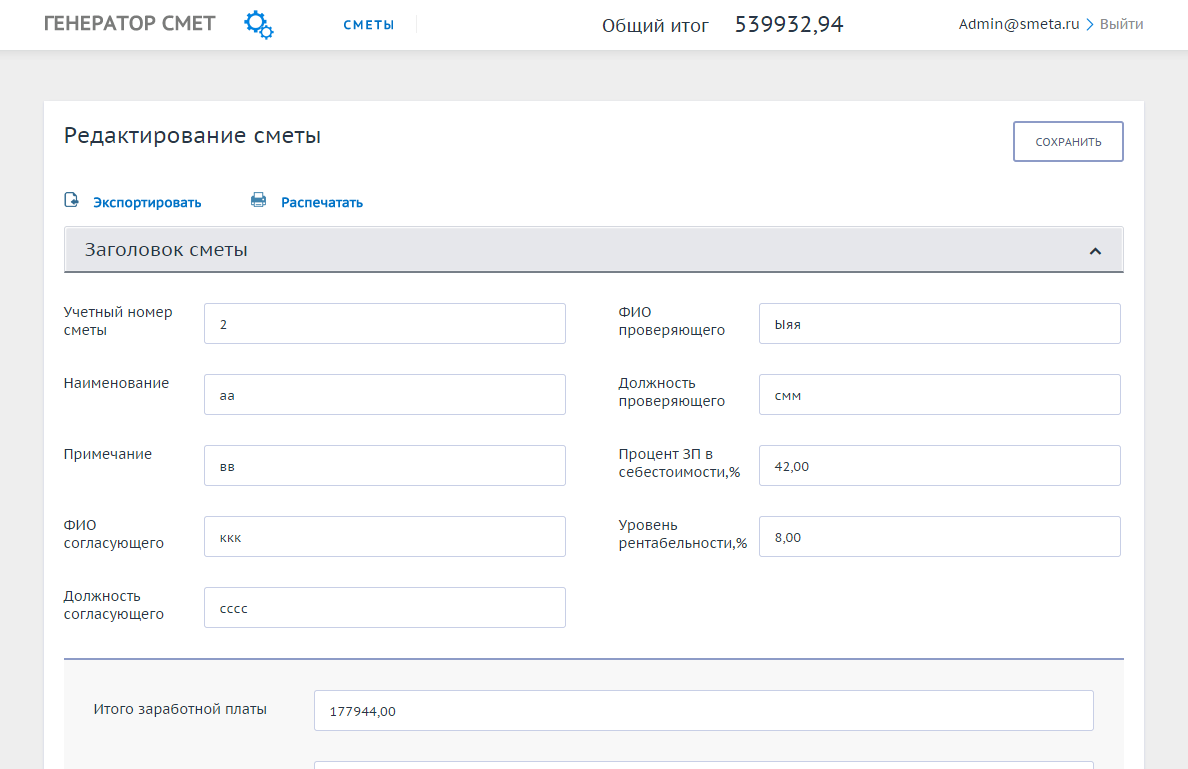 ГЕНЕРАТОР СМЕТ
СМЕТЫ
Общий итог 539932,94
Admin@smeta.ru
Выйти
Редактирование сметы
СОХРАНИТЬ
Экспортировать
Распечатать
Заголовок сметы
Учетный номер
сметы
2
ФИО
проверяющего
Ыяя
Наименование
аа
Должность
проверяющего
смм
Примечание
вв
Процент ЗП в
себестоимости,%
42,00
ФИО
согласующего
ккк
Уровень
рентабельности,%
8,00
Должность
согласующего
сссс
Итого заработной платы
177944,00